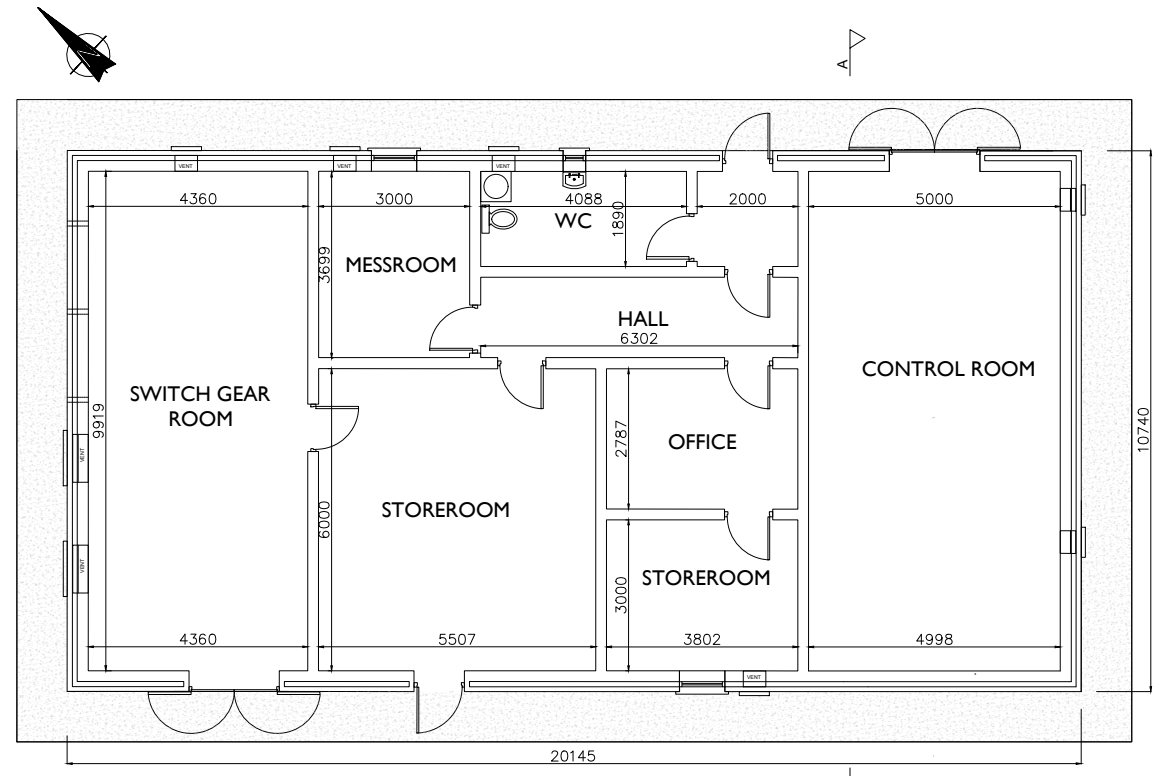 A
VENT
VENT
VENT
4360
3000
4088
2000
5000
1890
WC
3699
MESSROOM
HALL
6302
CONTROL ROOM
SWITCH GEAR
ROOM
9919
10740
2787
OFFICE
VENT
6000
STOREROOM
VENT
3000
STOREROOM
4360
5507
3802
4998
VENT
20145